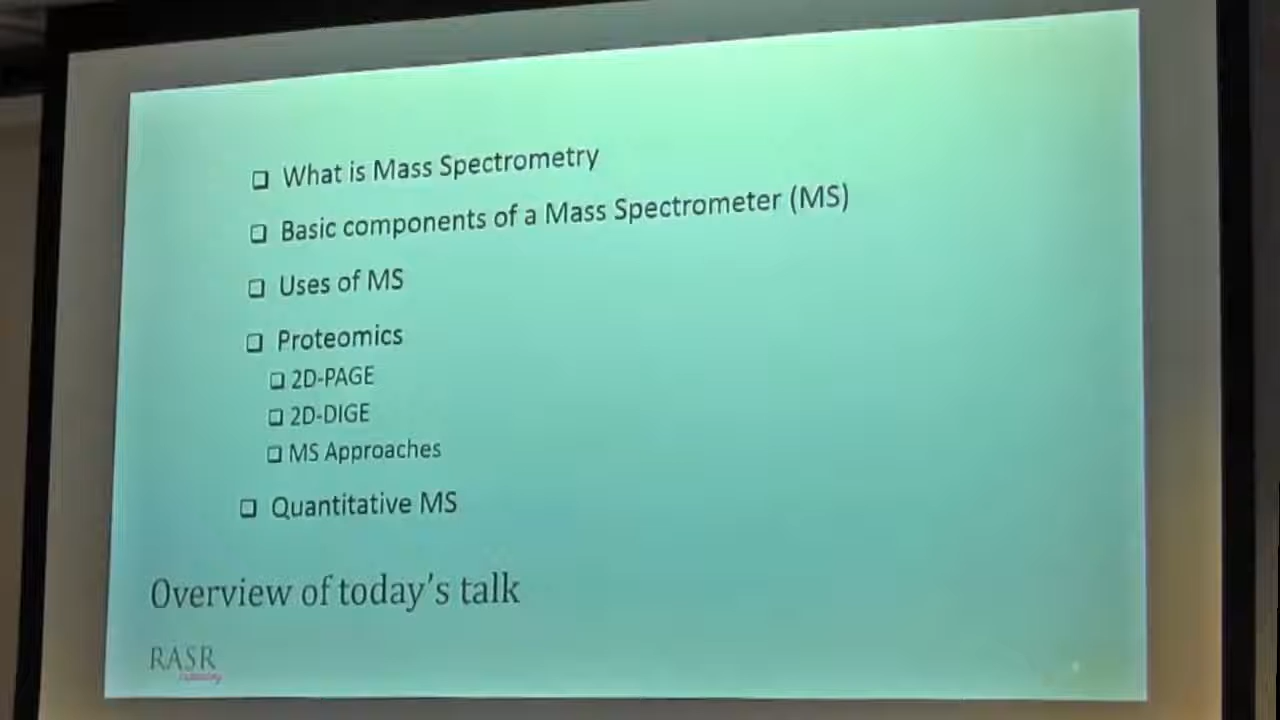 What is Mass Spectrometry
Basic components of a Mass Spectrometer (MS)
Uses of MS
Proteomics
2D-PAGE
2D-DIGE
MS Approaches
Quantitative MS
Overview of today's talk
RASR